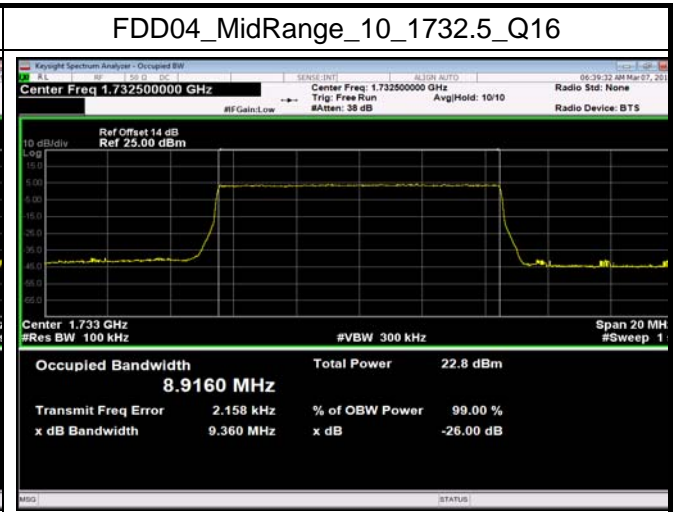 FDD04_MidRange_10_1732.5_Q16
Keysight Spectrum Analyzer - Occupied BW
RL RF 50 Ω DC SENSE:INT ALIGN AUTO 06:39:32 AM Mar 07, 201
Center Freq 1.732500000 GHz Center Freq: 1.732500000 GHz Radio Std: None
Trig: Free Run Avg|Hold: 10/10
#IFGain:Low #Atten: 38 dB Radio Device: BTS
Ref Offset 14 dB
10 dB/div Ref 25.00 dBm
Log
15.0
5.00
-5.00
-15.0
-25.0
-35.0
-45.0
-55.0
-65.0
Center 1.733 GHz Span 20 MH
#Res BW 100 kHz #VBW 300 kHz #Sweep 1
Occupied Bandwidth Total Power 22.8 dBm
8.9160 MHz
Transmit Freq Error 2.158 kHz % of OBW Power 99.00 %
x dB Bandwidth 9.360 MHz x dB -26.00 dB
MSG STATUS